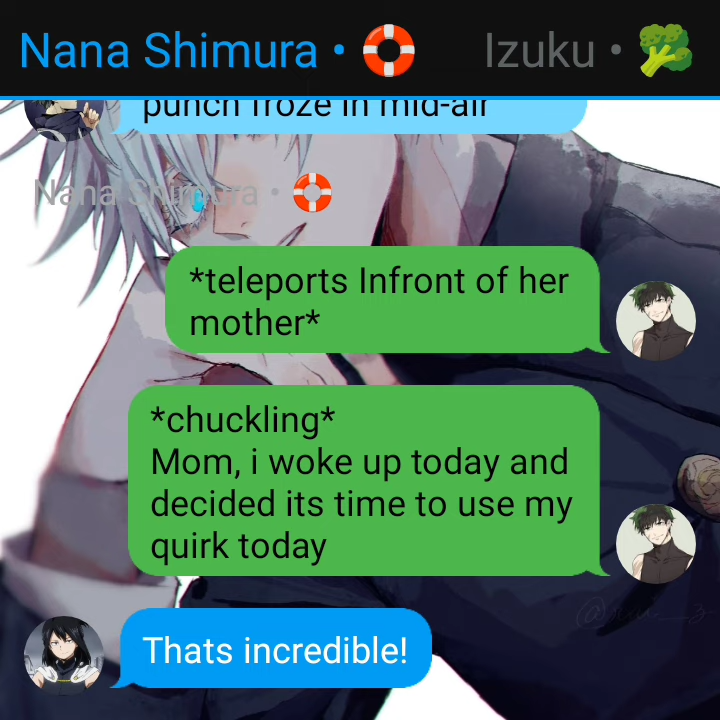 Nana Shimura • 🛟 Izuku • 🥦
punch froze in mid-air
Nana Shimura • 🛟
*teleports Infront of her
mother*
*chuckling*
Mom, i woke up today and
decided its time to use my
quirk today
Thats incredible!